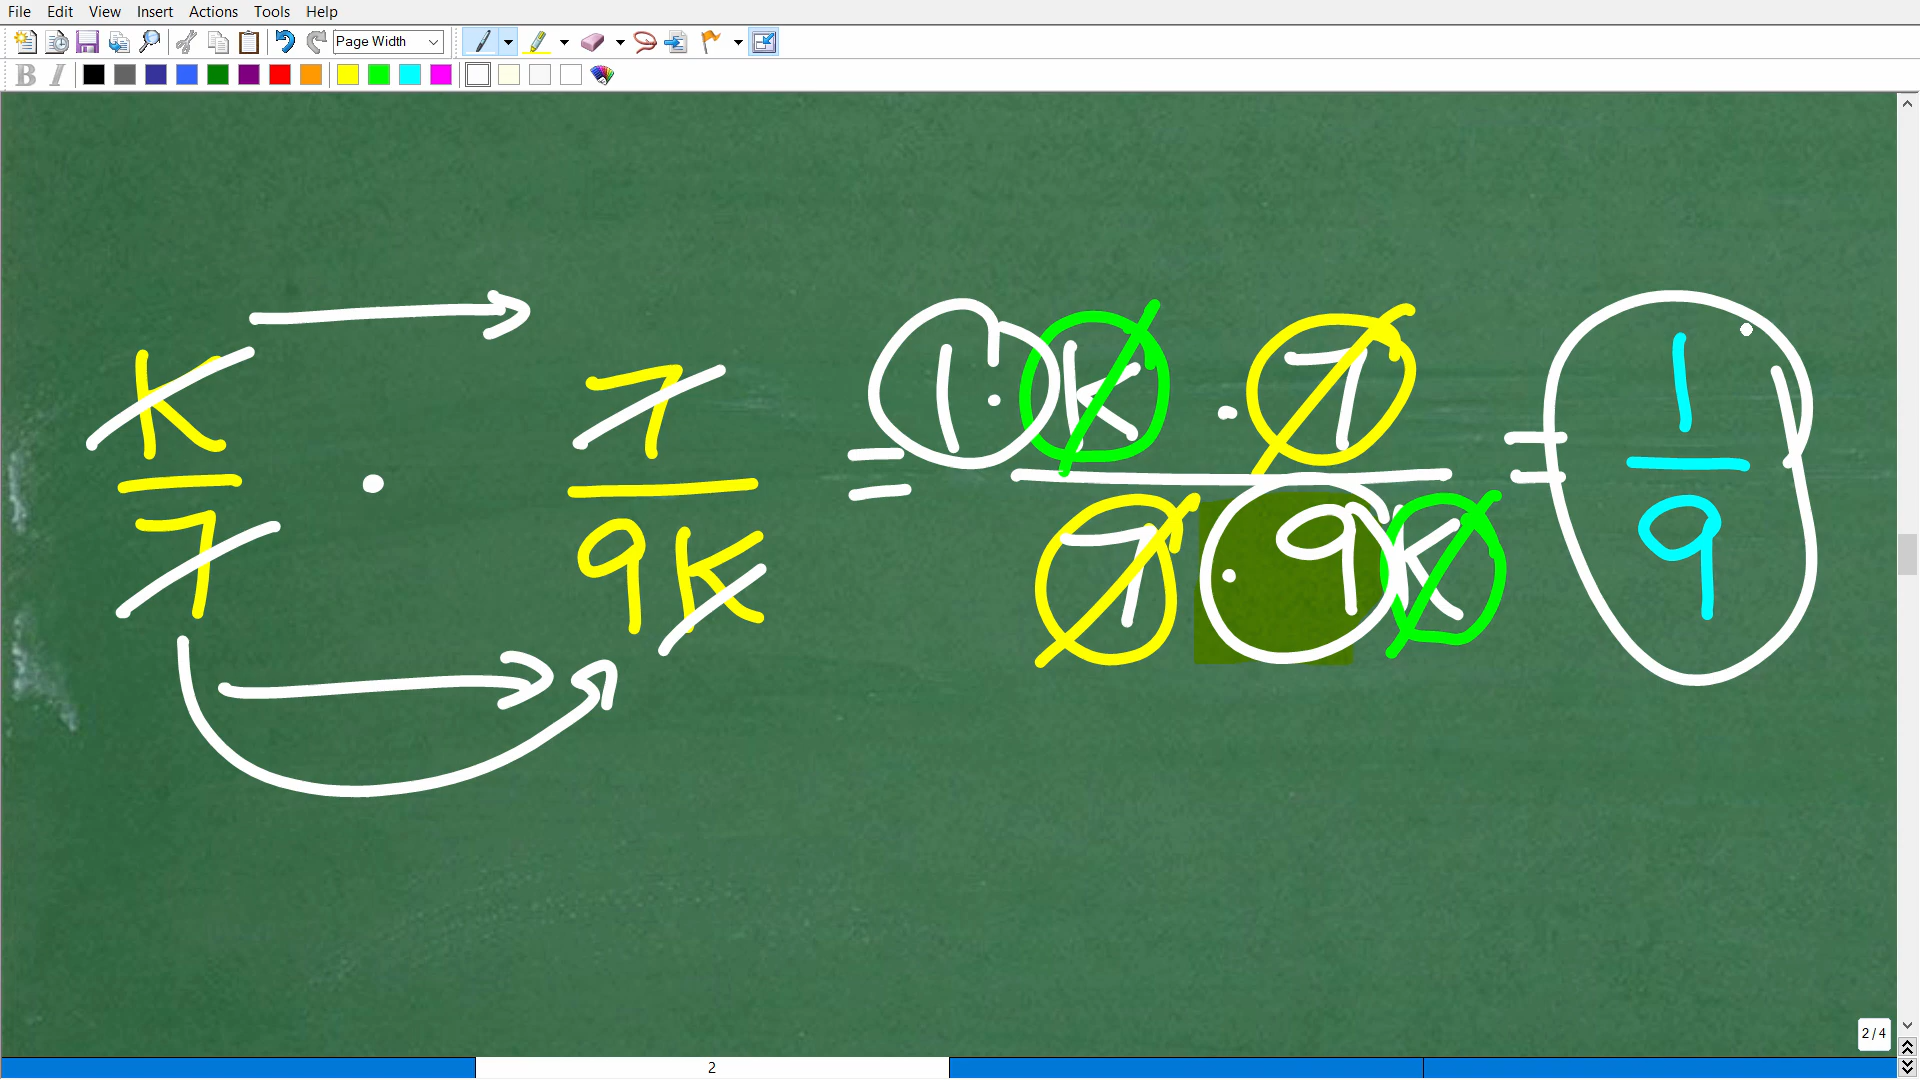 File Edit View Insert Actions Tools Help
Page Width
B I
K/7 · 7/9K = 1·K·7/7·9K = 1/9
2/4
2